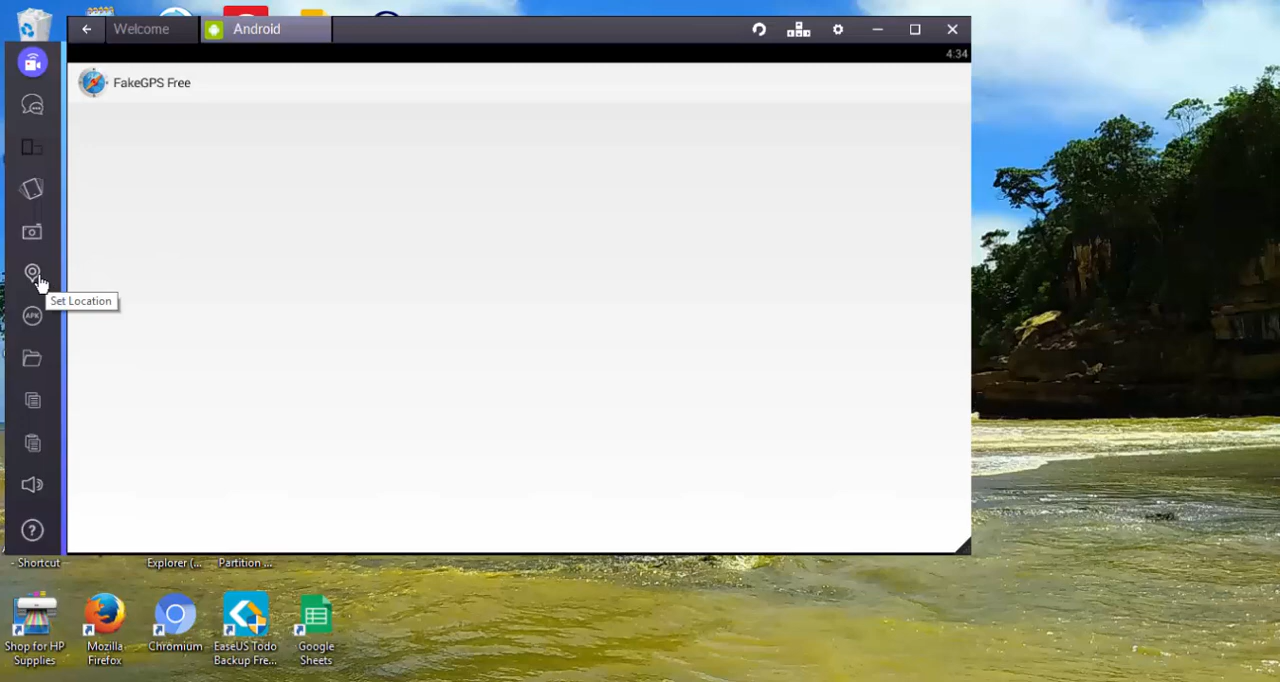 Welcome
Android
4:34
FakeGPS Free
Set Location
APK
- Shortcut
Explorer (...
Partition ...
Shop for HP
Supplies
Mozilla
Firefox
Chromium
EaseUS Todo
Backup Fre...
Google
Sheets